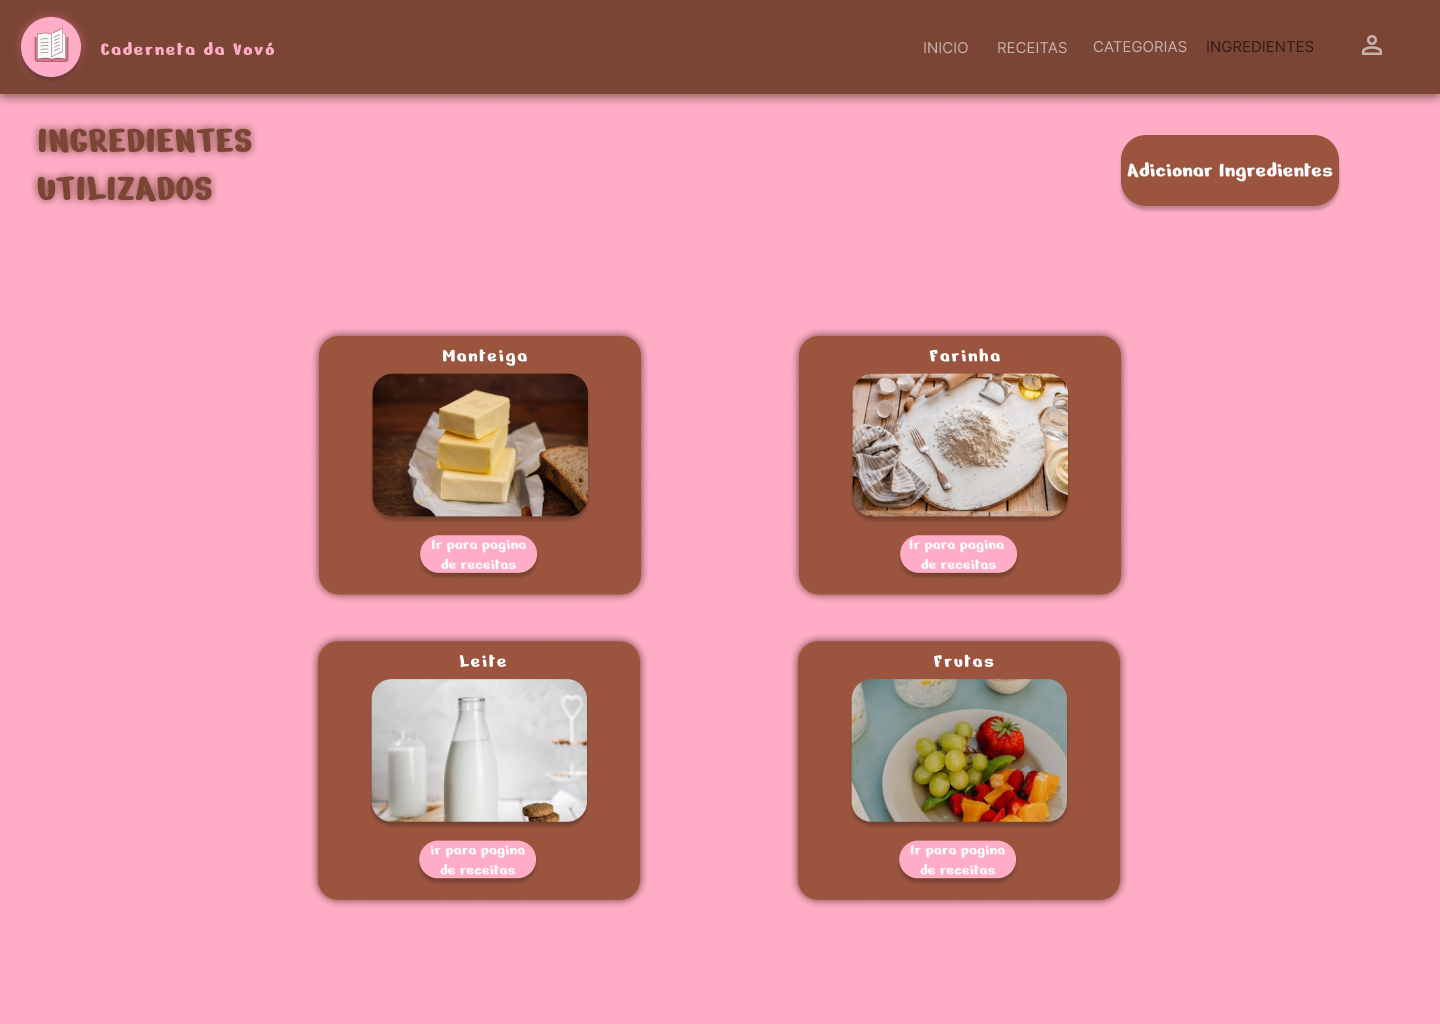 Caderneta da Vovó
INICIO
RECEITAS
CATEGORIAS
INGREDIENTES
INGREDIENTES
UTILIZADOS
Adicionar Ingredientes
Manteiga
Ir para pagina
de receitas
Farinha
Ir para pagina
de receitas
Leite
ir para pagina
de receitas
Frutas
Ir para pagina
de receitas